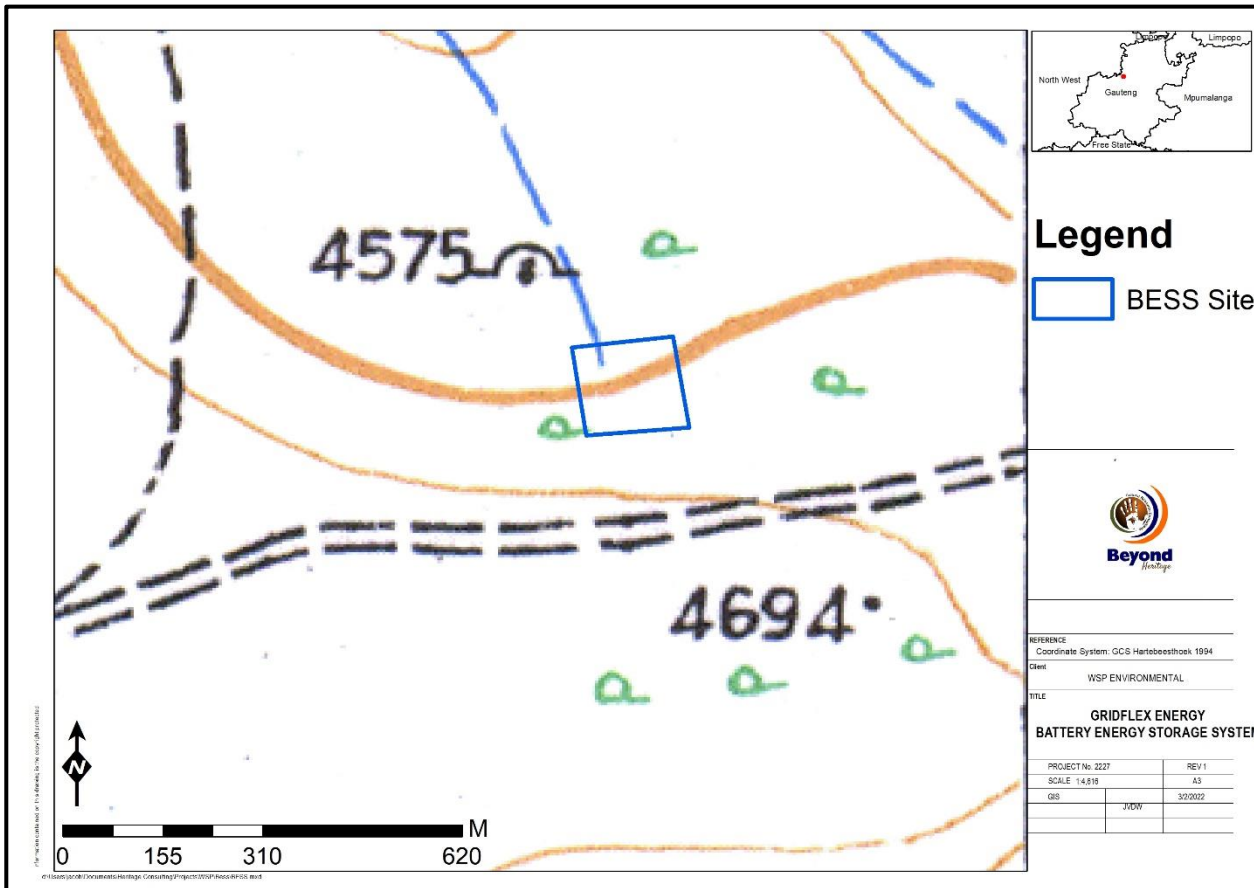 4575
4694
N
0 155 310 620 M
Limpopo
North West
Gauteng
Mpumalanga
Free State
Legend
BESS Site
Beyond
Heritage
REFERENCE
Coordinate System: GCS Hartebeesthoek 1994
Client
WSP ENVIRONMENTAL
TITLE
GRIDFLEX ENERGY
BATTERY ENERGY STORAGE SYSTEM
PROJECT No. 2227 REV 1
SCALE 1:4,816 A3
GIS JVDW 3/2/2022